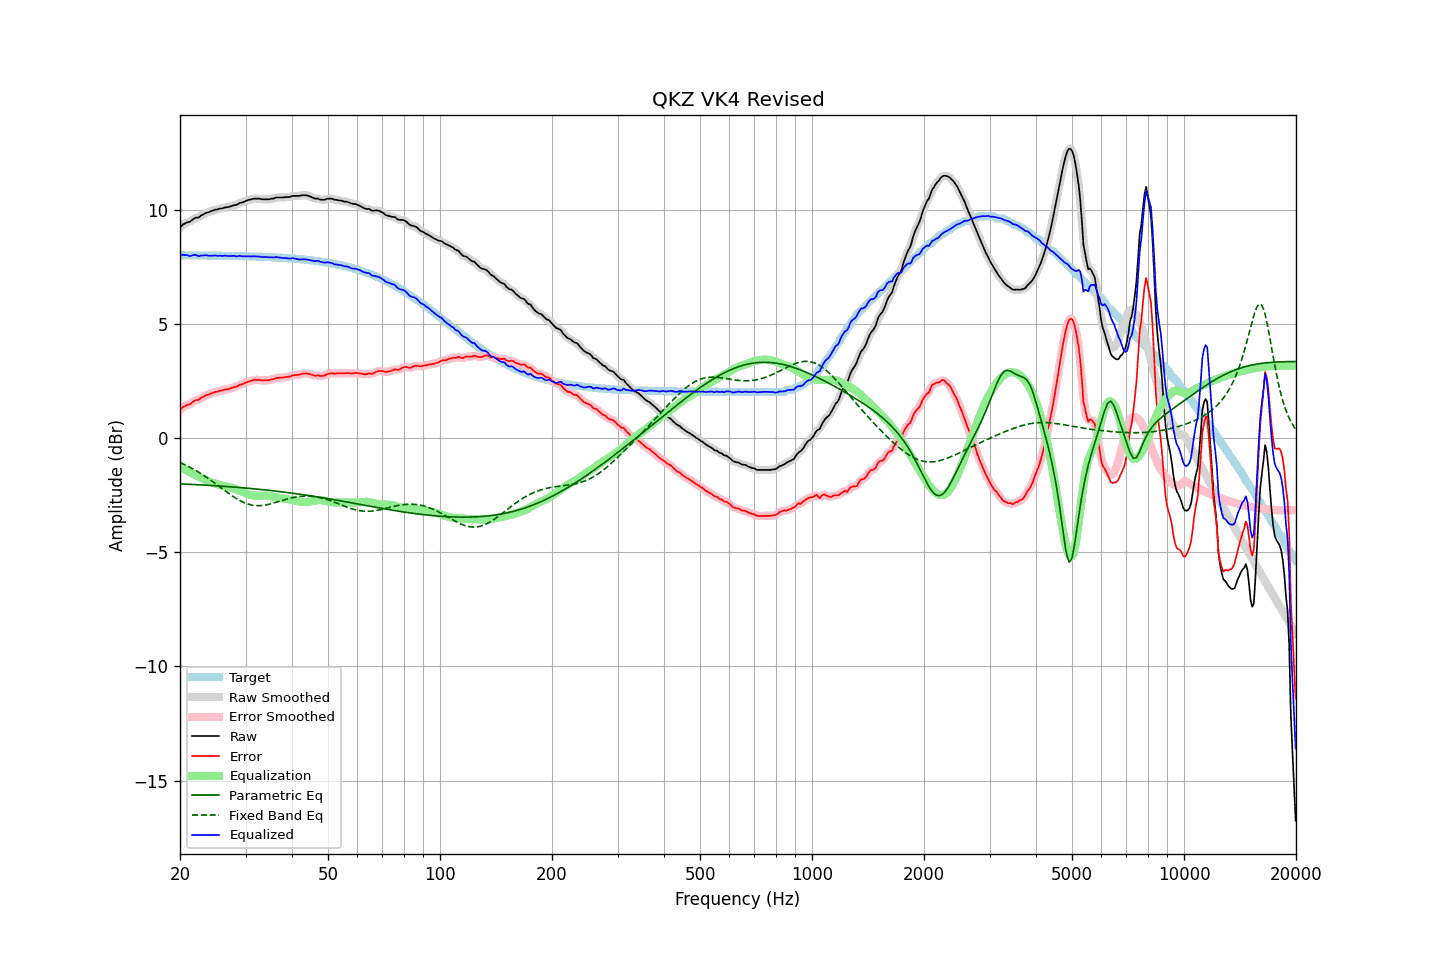 QKZ VK4 Revised
Amplitude (dBr)
10
5
0
−5
−10
−15
Target
Raw Smoothed
Error Smoothed
Raw
Error
Equalization
Parametric Eq
Fixed Band Eq
Equalized
20 50 100 200 500 1000 2000 5000 10000 20000
Frequency (Hz)